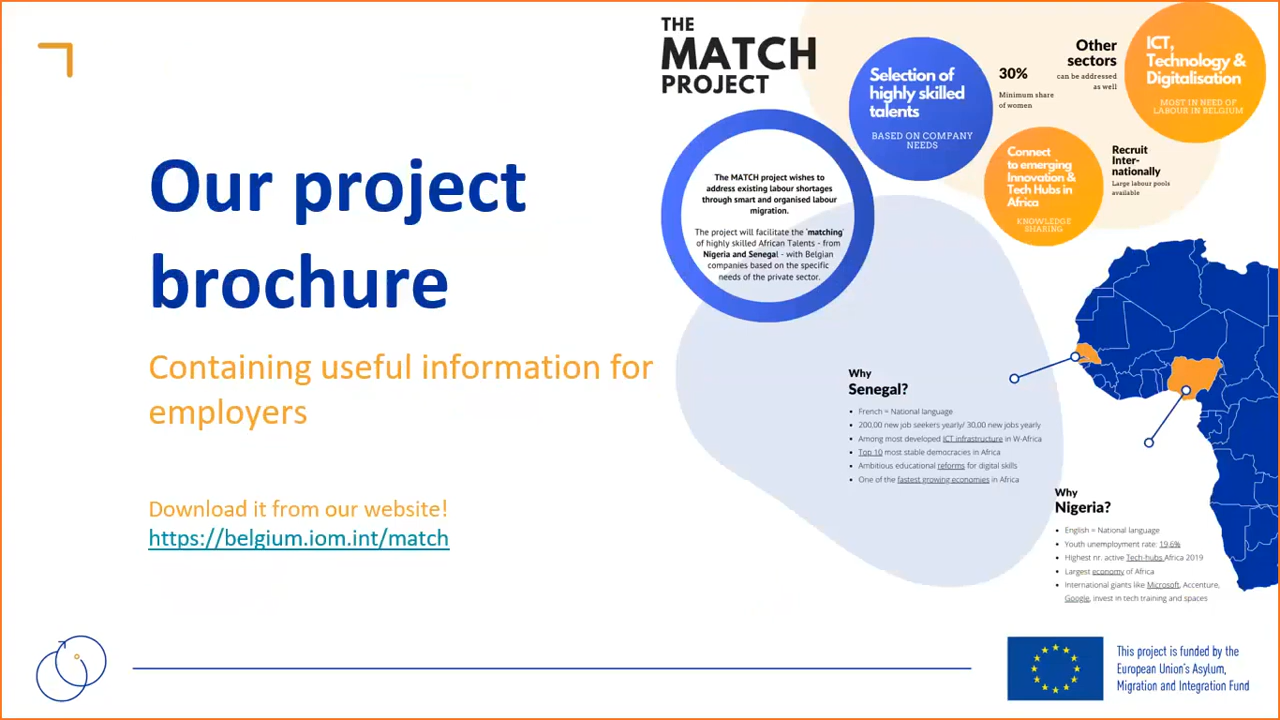 Our project
brochure
Containing useful information for
employers
Download it from our website!
https://belgium.iom.int/match
THE
MATCH
PROJECT
The MATCH project wishes to
address existing labour shortages
through smart and organised labour
migration.
The project will facilitate the 'matching'
of highly skilled African Talents - from
Nigeria and Senegal - with Belgian
companies based on the specific
needs of the private sector.
Selection of
highly skilled
talents
BASED ON COMPANY
NEEDS
30%
Minimum share
of women
Other
sectors
can be addressed
as well
ICT,
Technology &
Digitalisation
MOST IN NEED OF
LABOUR IN BELGIUM
Connect
to emerging
Innovation &
Tech Hubs in
Africa
KNOWLEDGE
SHARING
Recruit
Inter-
nationally
Large labour pools
available
Why
Senegal?
• French = National language
• 200,00 new job seekers yearly/ 30,00 new jobs yearly
• Among most developed ICT infrastructure in W-Africa
• Top 10 most stable democracies in Africa
• Ambitious educational reforms for digital skills
• One of the fastest growing economies in Africa
Why
Nigeria?
• English = National language
• Youth unemployment rate: 19,6%
• Highest nr. active Tech-hubs Africa 2019
• Largest economy of Africa
• International giants like Microsoft, Accenture,
Google, invest in tech training and spaces
This project is funded by the
European Union's Asylum,
Migration and Integration Fund